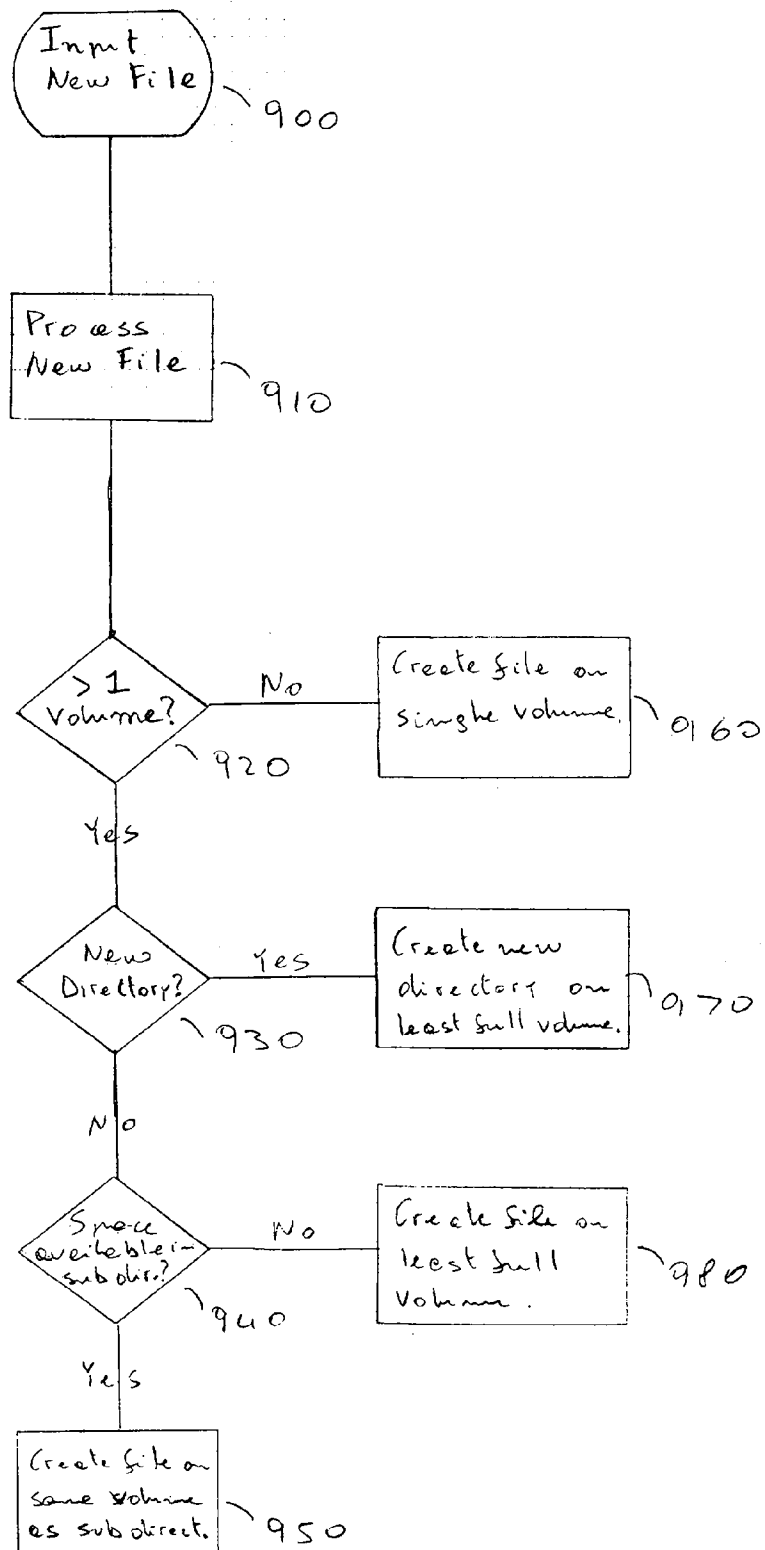 Input
New File
900
Process
New File
910
> 1
Volume?
920
No
Create file on
single volume.
960
Yes
New
Directory?
930
Yes
Create new
directory on
least full volume.
970
No
Space
available in
subdir.?
940
No
Create file on
least full
volume.
980
Yes
Create file on
same volume
as subdirect.
950